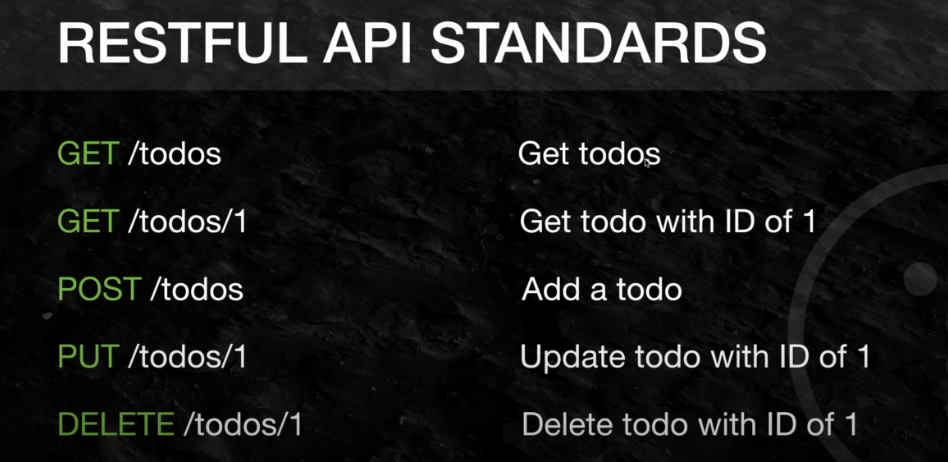 RESTFUL API STANDARDS
GET /todos Get todos
GET /todos/1 Get todo with ID of 1
POST /todos Add a todo
PUT /todos/1 Update todo with ID of 1
DELETE /todos/1 Delete todo with ID of 1